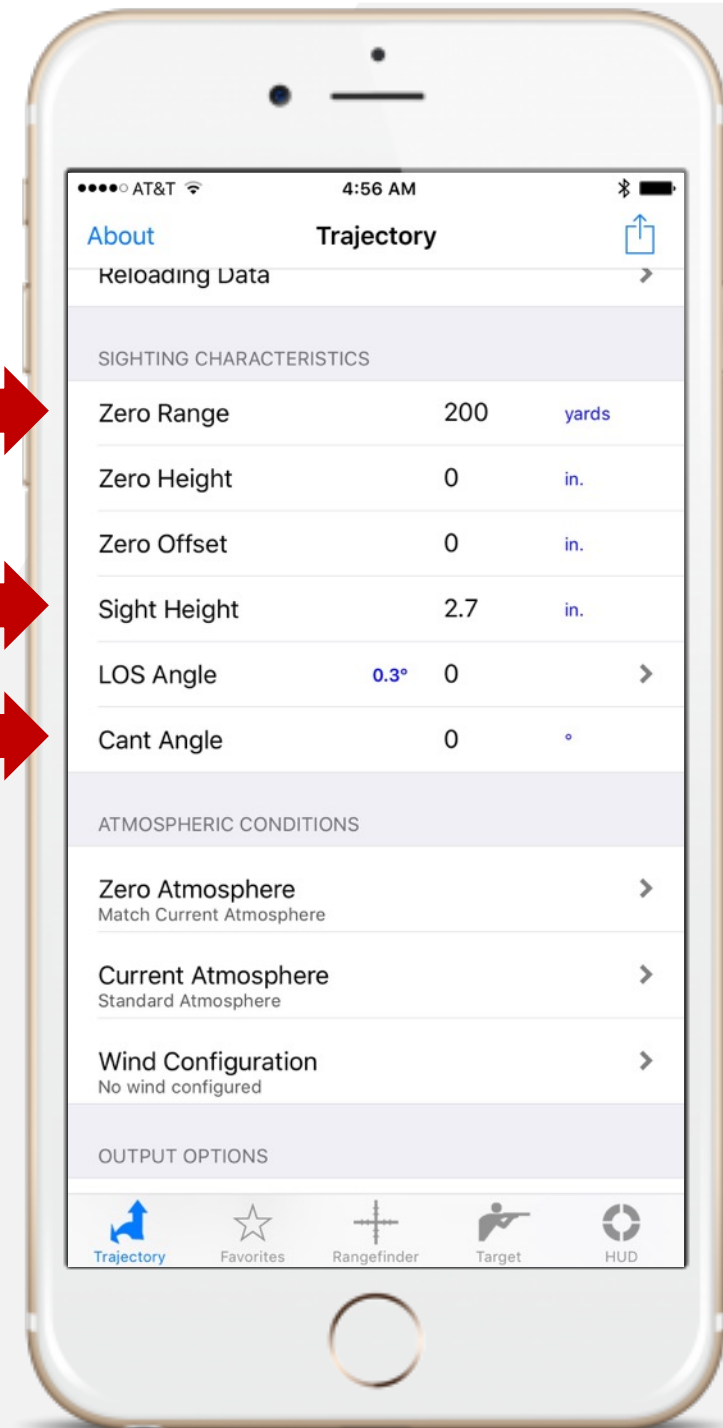 AT&T 4:56 AM
About Trajectory
Reloading Data
SIGHTING CHARACTERISTICS
Zero Range 200 yards
Zero Height 0 in.
Zero Offset 0 in.
Sight Height 2.7 in.
LOS Angle 0.3° 0
Cant Angle 0 °
ATMOSPHERIC CONDITIONS
Zero Atmosphere
Match Current Atmosphere
Current Atmosphere
Standard Atmosphere
Wind Configuration
No wind configured
OUTPUT OPTIONS
Trajectory Favorites Rangefinder Target HUD